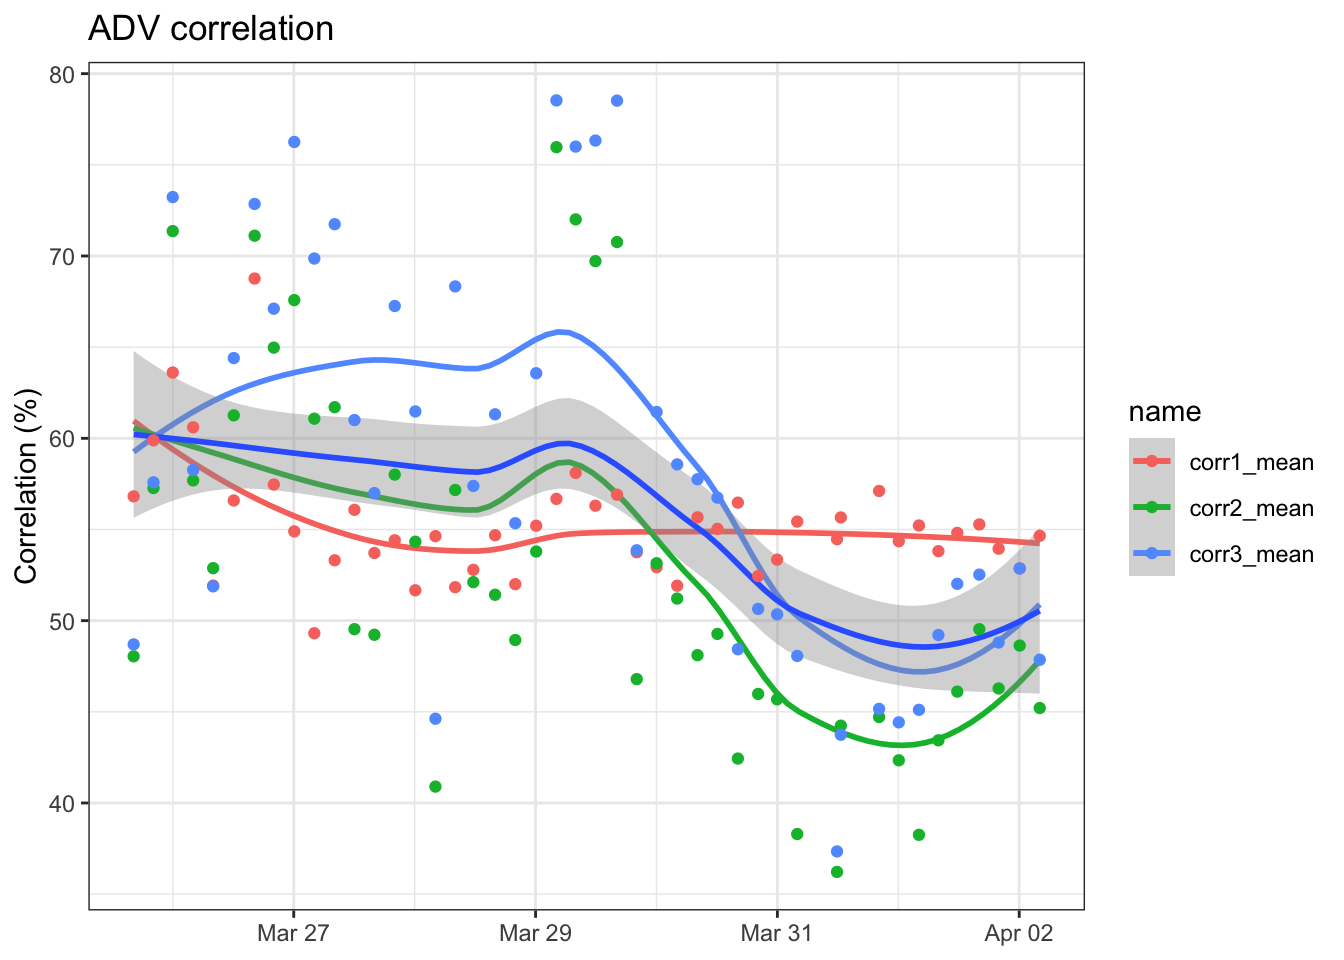 ADV correlation
80
70
60
50
40
Correlation (%)
Mar 27
Mar 29
Mar 31
Apr 02
name
corr1_mean
corr2_mean
corr3_mean